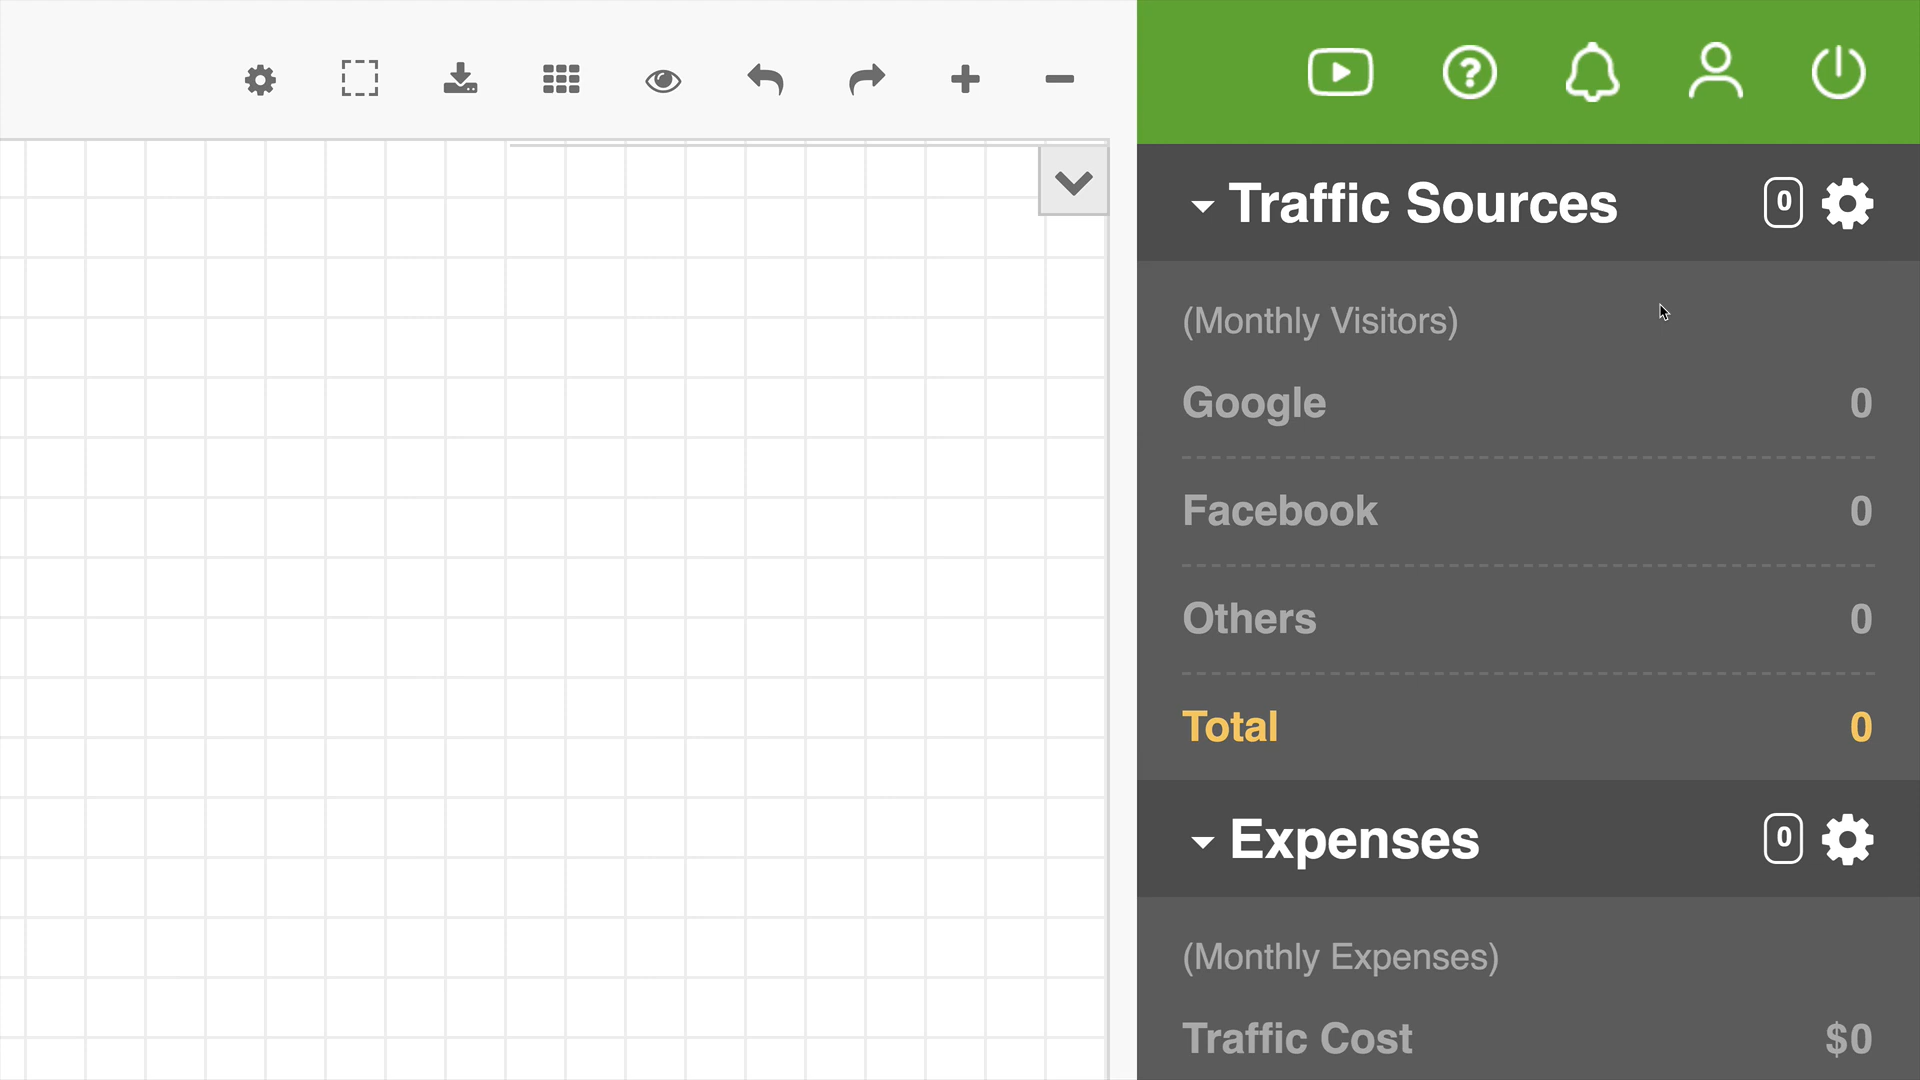 Traffic Sources 0
(Monthly Visitors)
Google 0
Facebook 0
Others 0
Total 0
Expenses 0
(Monthly Expenses)
Traffic Cost $0